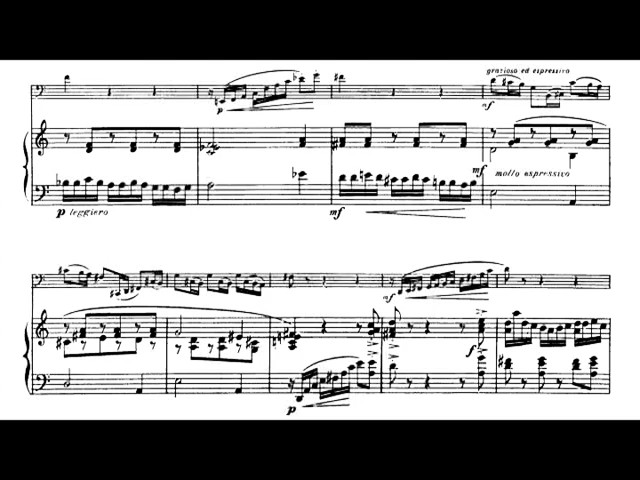 grazioso ed espressivo
p
mf
mf
molto espressivo
p leggiero
mf
mf
f
p